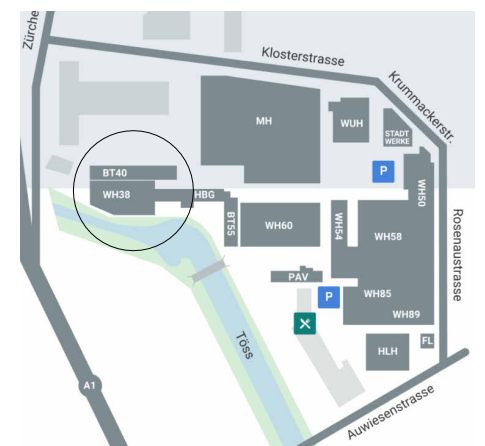 Zürche
Klosterstrasse
Krummackerstr.
MH
WUH
STADT
WERKE
P
BT40
WH38
HBG
BT55
WH60
WH54
WH58
WH50
Rosenaustrasse
PAV
P
WH85
WH89
Töss
HLH
FL
A1
Auwiesenstrasse